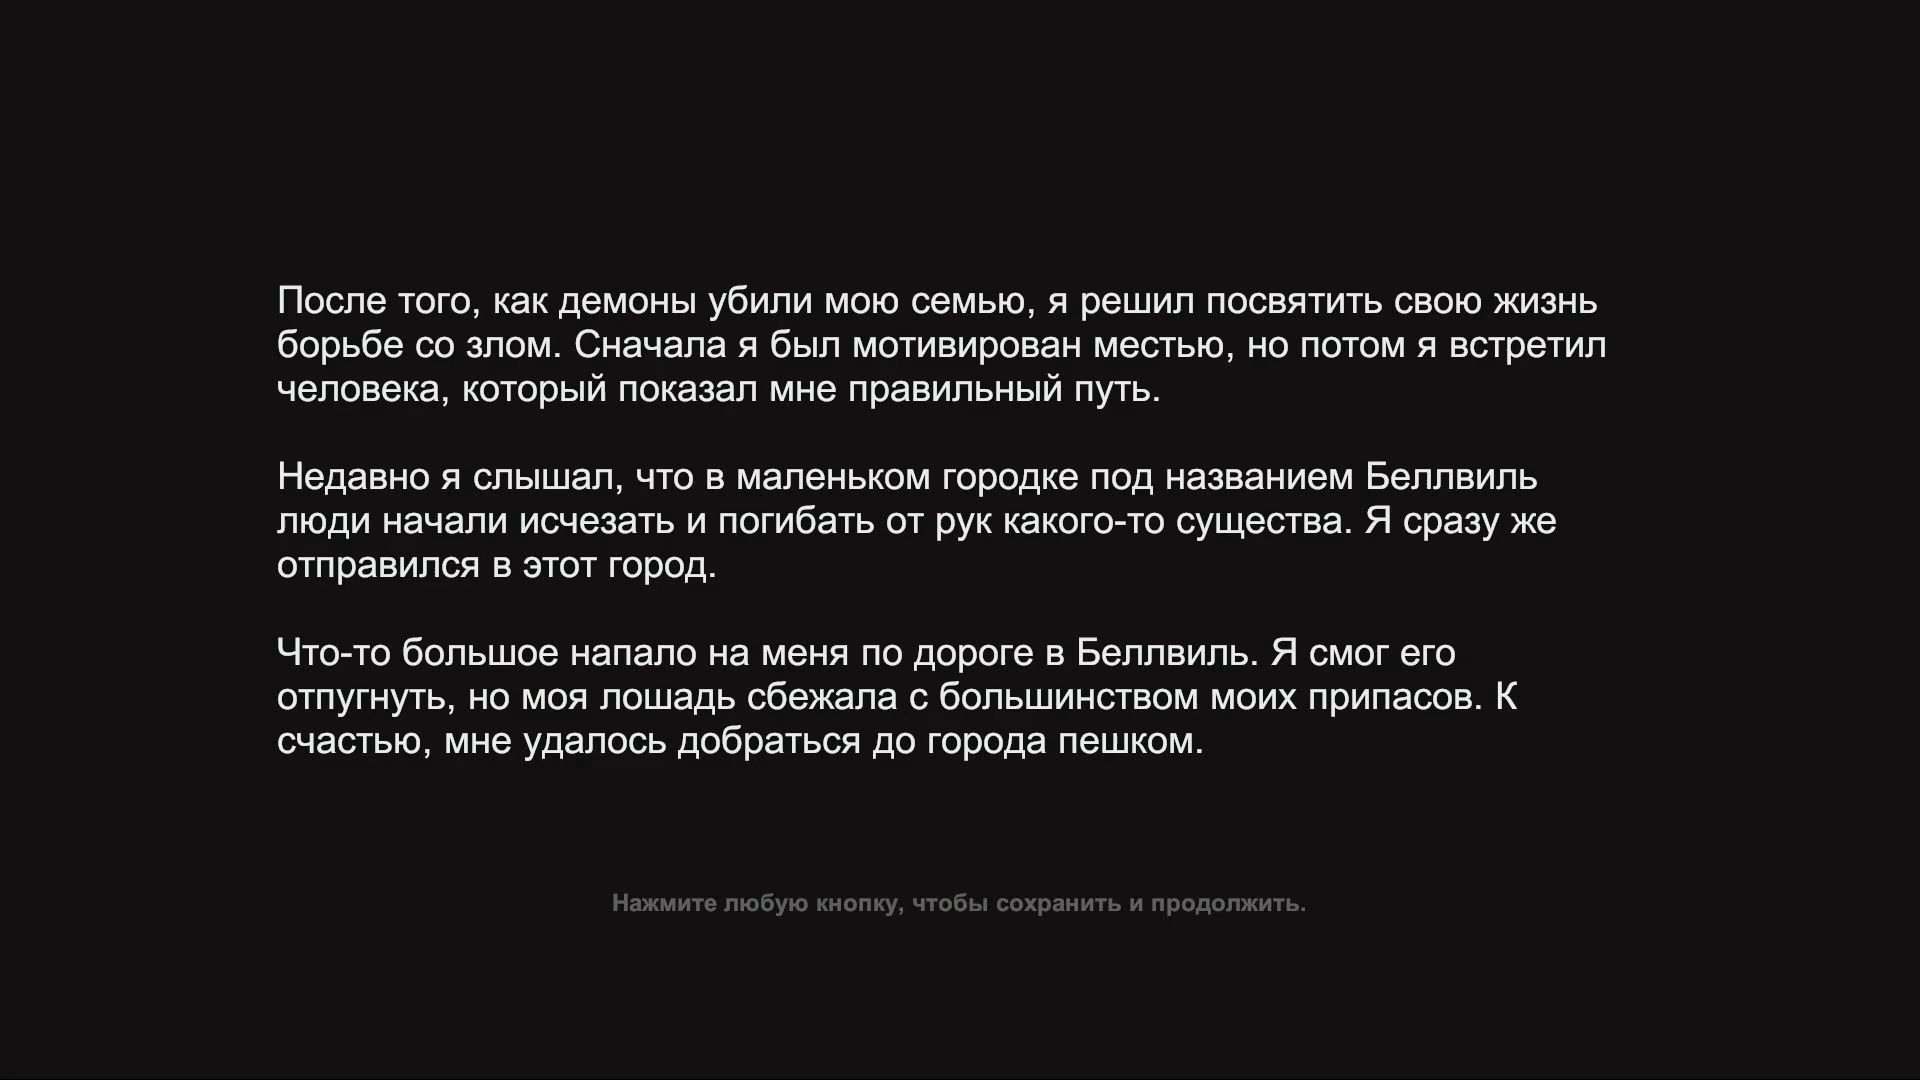 После того, как демоны убили мою семью, я решил посвятить свою жизнь
борьбе со злом. Сначала я был мотивирован местью, но потом я встретил
человека, который показал мне правильный путь.
Недавно я слышал, что в маленьком городке под названием Беллвиль
люди начали исчезать и погибать от рук какого-то существа. Я сразу же
отправился в этот город.
Что-то большое напало на меня по дороге в Беллвиль. Я смог его
отпугнуть, но моя лошадь сбежала с большинством моих припасов. К
счастью, мне удалось добраться до города пешком.
Нажмите любую кнопку, чтобы сохранить и продолжить.